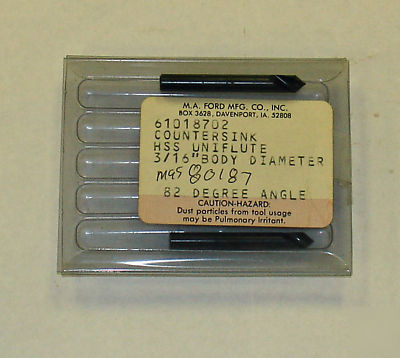 M.A. FORD MFG. CO., INC.
BOX 3628, DAVENPORT, IA. 52808
61018702
COUNTERSINK
HSS UNIFLUTE
3/16" BODY DIAMETER
80187
82 DEGREE ANGLE
CAUTION-HAZARD:
Dust particles from tool usage
may be Pulmonary Irritant.